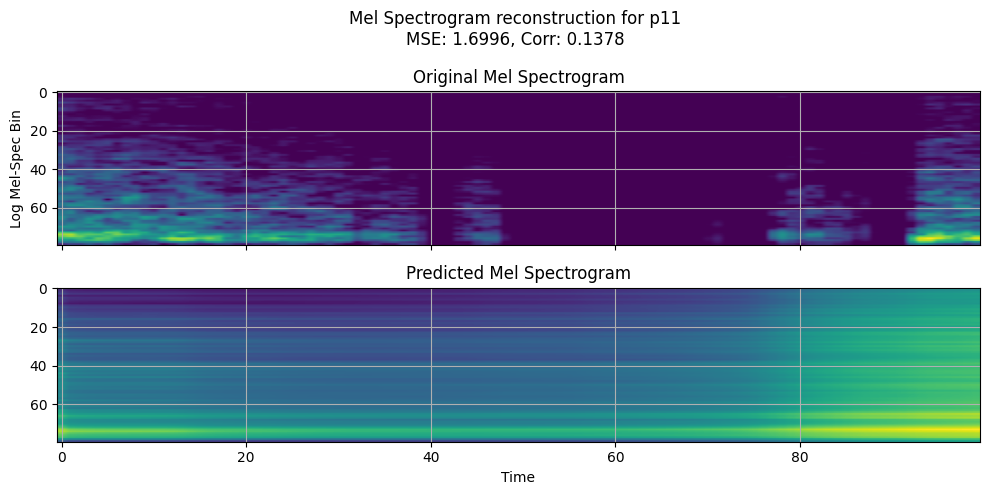 Mel Spectrogram reconstruction for p11
MSE: 1.6996, Corr: 0.1378
Original Mel Spectrogram
0
20
40
60
Log Mel-Spec Bin
Predicted Mel Spectrogram
0
20
40
60
0 20 40 60 80
Time